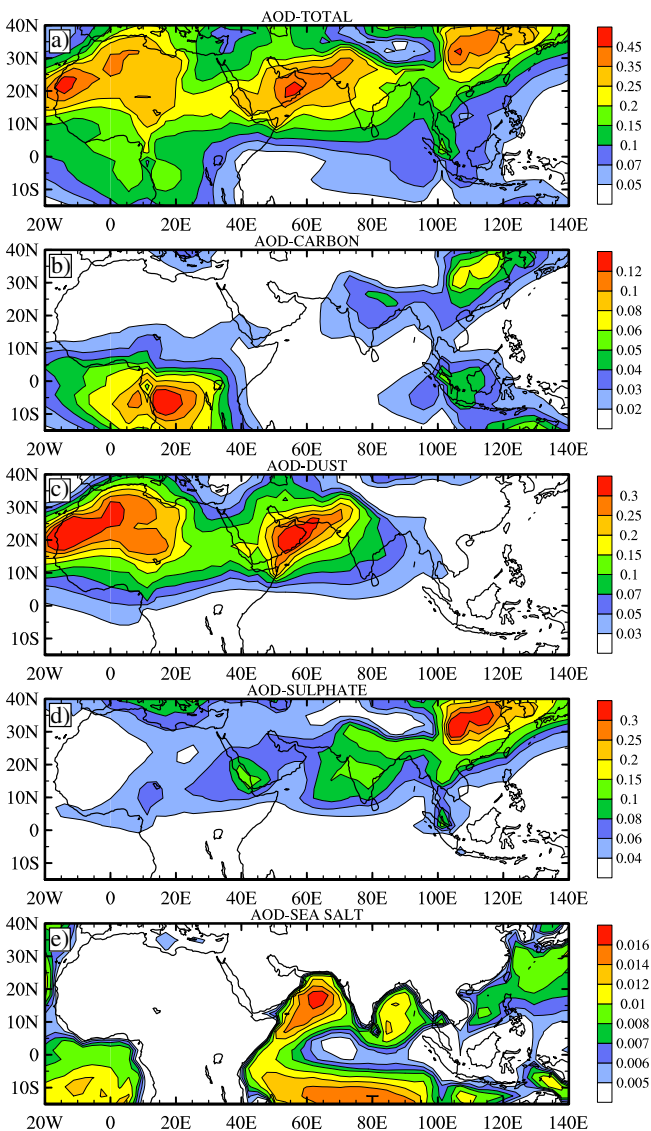 AOD-TOTAL
a)
40N
30N
20N
10N
0
10S
20W 0 20E 40E 60E 80E 100E 120E 140E
0.45
0.35
0.25
0.2
0.15
0.1
0.07
0.05
AOD-CARBON
b)
40N
30N
20N
10N
0
10S
20W 0 20E 40E 60E 80E 100E 120E 140E
0.12
0.1
0.08
0.06
0.05
0.04
0.03
0.02
AOD-DUST
c)
40N
30N
20N
10N
0
10S
20W 0 20E 40E 60E 80E 100E 120E 140E
0.3
0.25
0.2
0.15
0.1
0.07
0.05
0.03
AOD-SULPHATE
d)
40N
30N
20N
10N
0
10S
20W 0 20E 40E 60E 80E 100E 120E 140E
0.3
0.25
0.2
0.15
0.1
0.08
0.06
0.04
AOD-SEA SALT
e)
40N
30N
20N
10N
0
10S
20W 0 20E 40E 60E 80E 100E 120E 140E
0.016
0.014
0.012
0.01
0.008
0.007
0.006
0.005